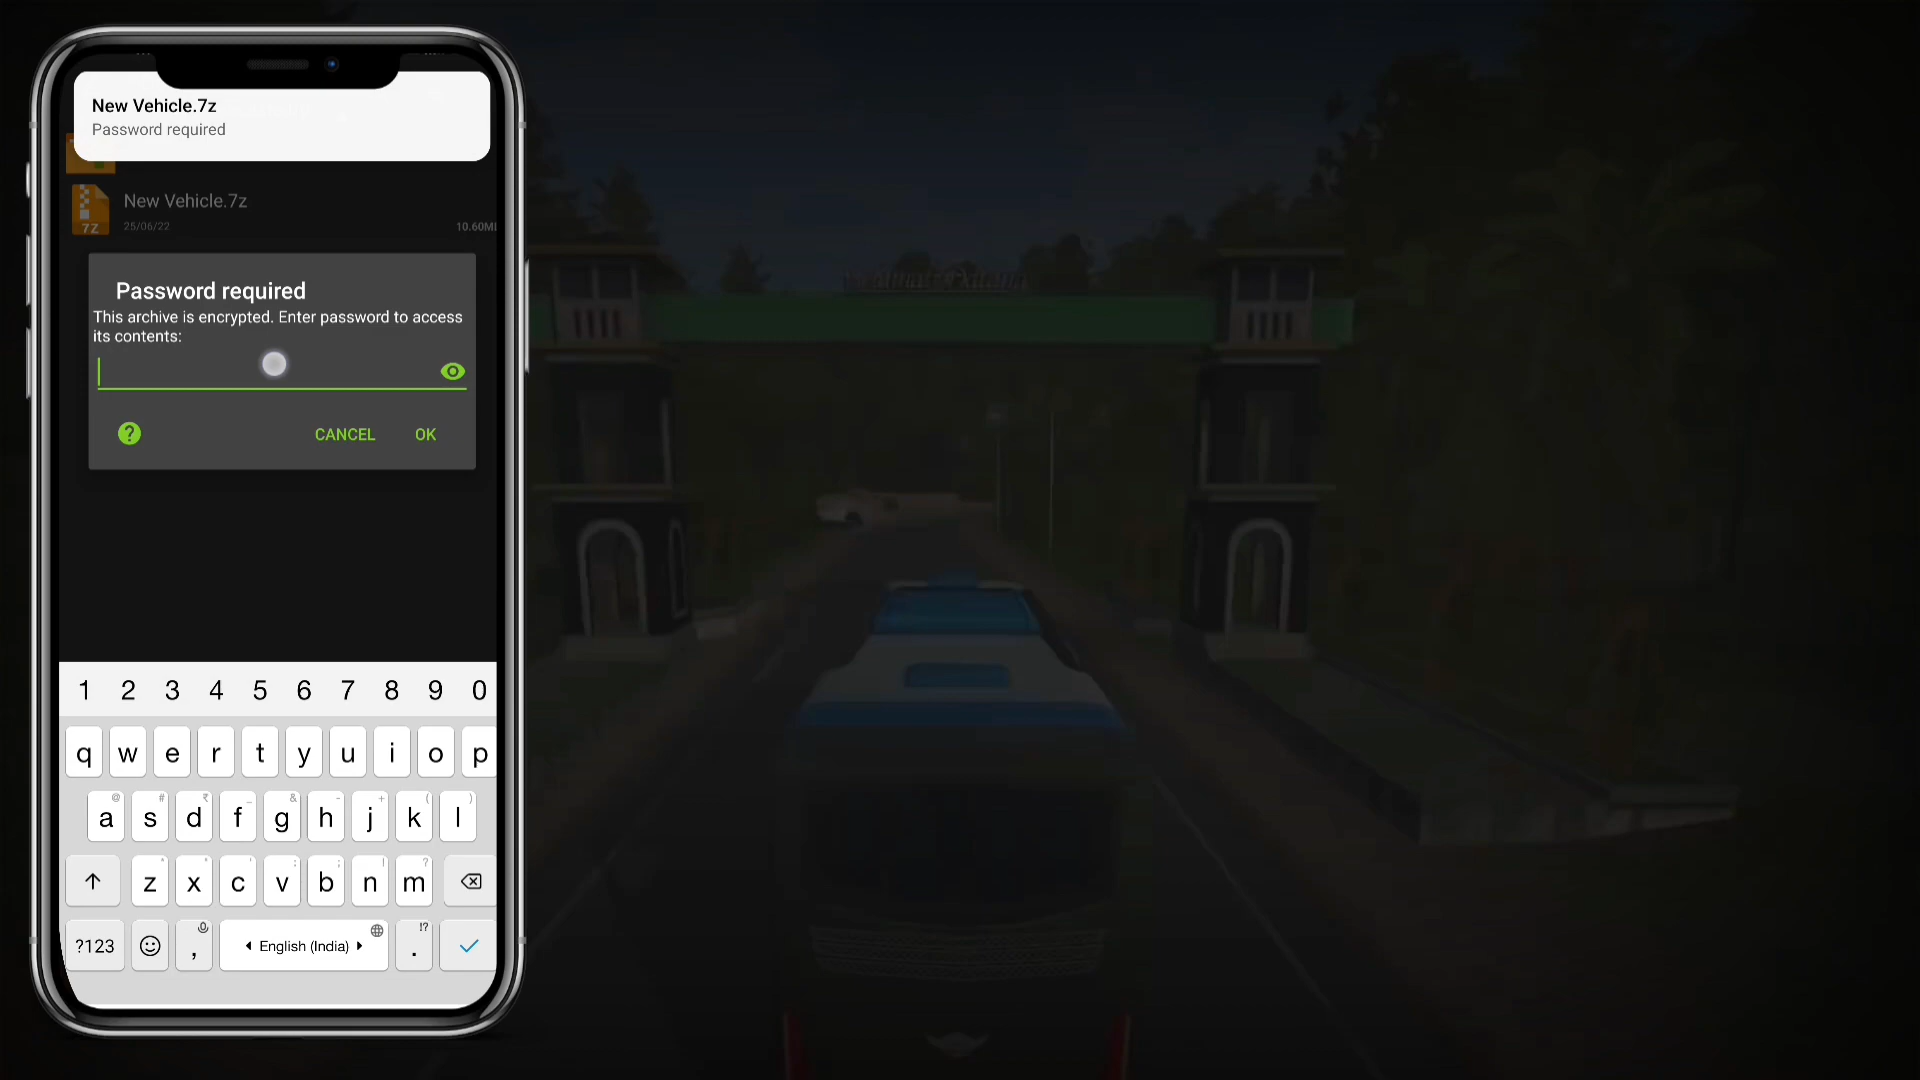 New Vehicle.7z
Password required
New Vehicle.7z
7Z
25/06/22
Password required
This archive is encrypted. Enter password to access
its contents:
?
CANCEL
OK
1 2 3 4 5 6 7 8 9 0
q w e r t y u i o p
@ # ₹ _ & - + ( )
a s d f g h j k l
* " ' : ; ! ?
z x c v b n m
!?
?123 , English (India) .